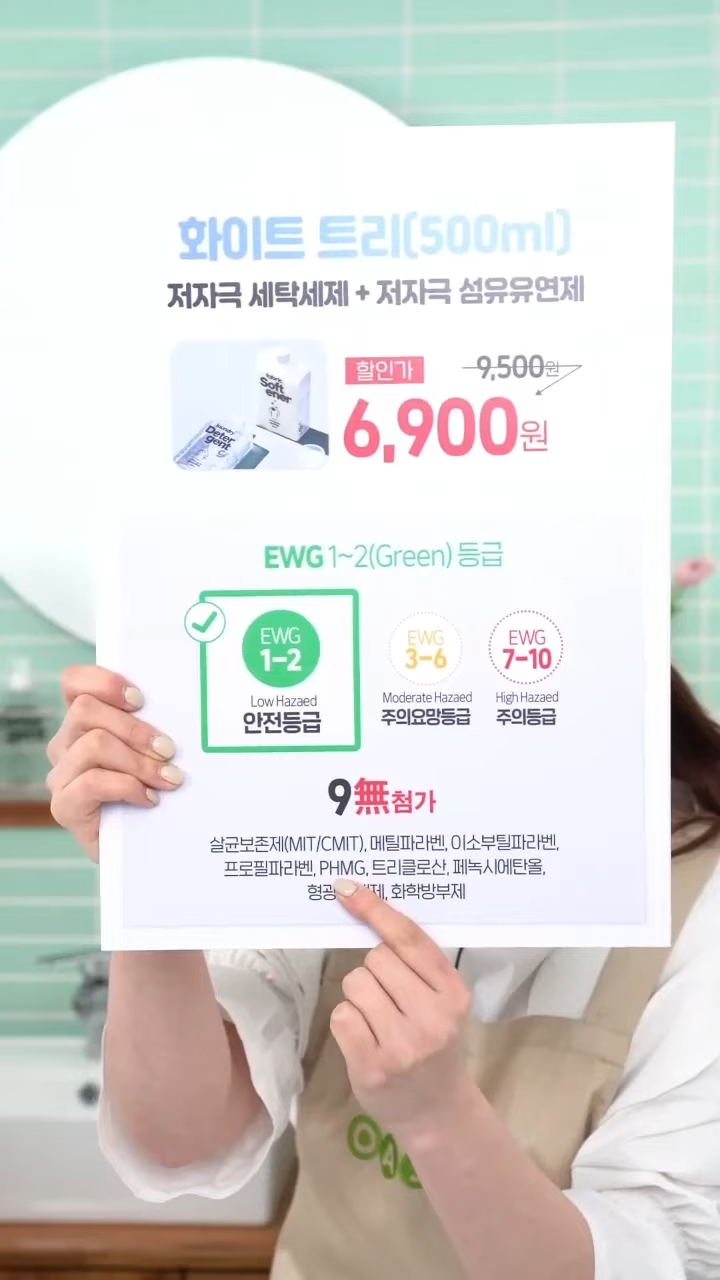 화이트 트리(500ml)
저자극 세탁세제 + 저자극 섬유유연제
fabric
Soft
ener
laundry
Deter
gent
할인가
9,500원
6,900원
EWG 1~2(Green) 등급
EWG
1-2
Low Hazaed
안전등급
EWG
3-6
Moderate Hazaed
주의요망등급
EWG
7-10
High Hazaed
주의등급
9無첨가
살균보존제(MIT/CMIT), 메틸파라벤, 이소부틸파라벤,
프로필파라벤, PHMG, 트리클로산, 페녹시에탄올,
화학방부제